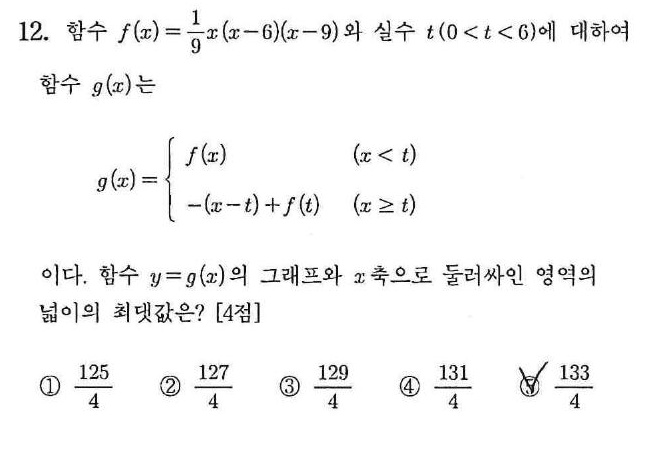 12. 함수 f(x)=1/9 x(x-6)(x-9)와 실수 t(0<t<6)에 대하여
함수 g(x)는
g(x)= { f(x) (x<t)
-(x-t)+f(t) (x≥t)
이다. 함수 y=g(x)의 그래프와 x축으로 둘러싸인 영역의
넓이의 최댓값은? [4점]
① 125/4 ② 127/4 ③ 129/4 ④ 131/4 ⑤ 133/4